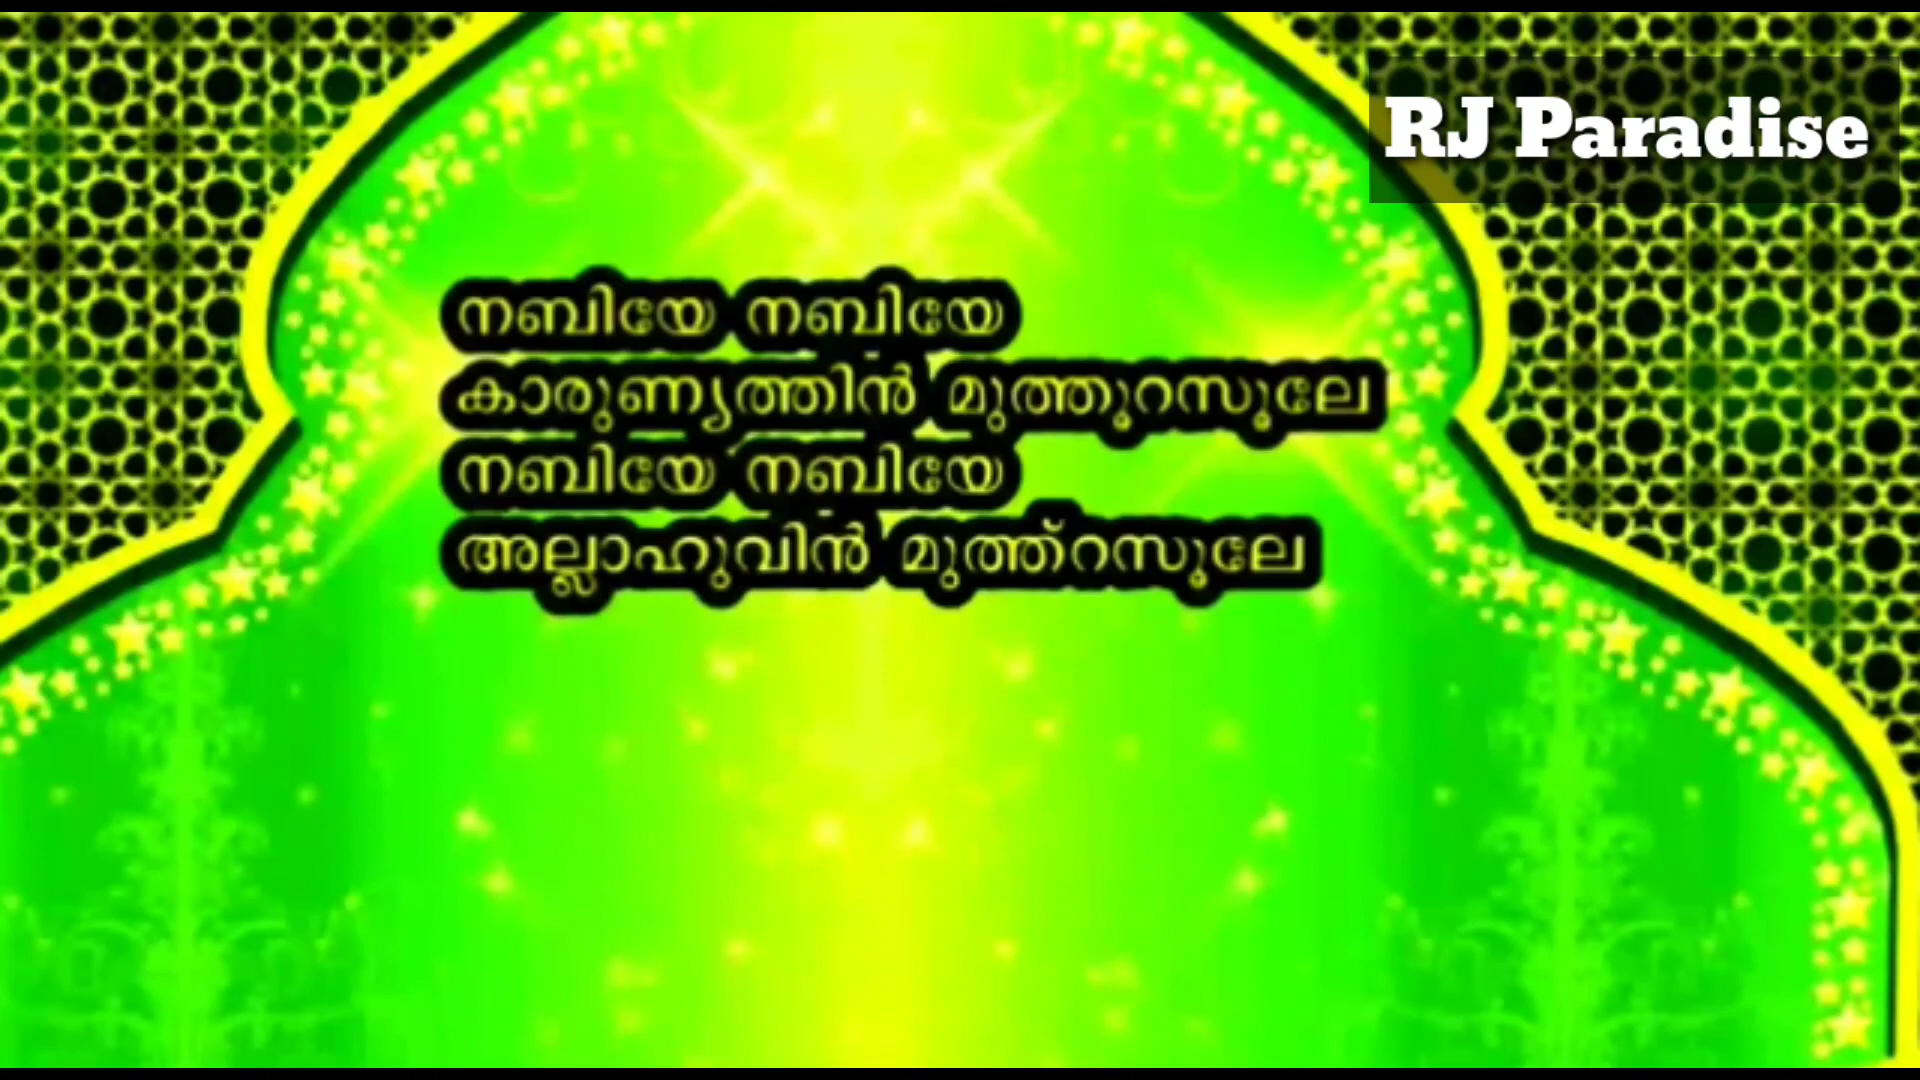 RJ Paradise
നബിയേ നബിയേ
കാരുണ്യത്തിൻ മുത്തൂറസൂലേ
നബിയേ നബിയേ
അല്ലാഹുവിൻ മുത്ത്റസൂലേ